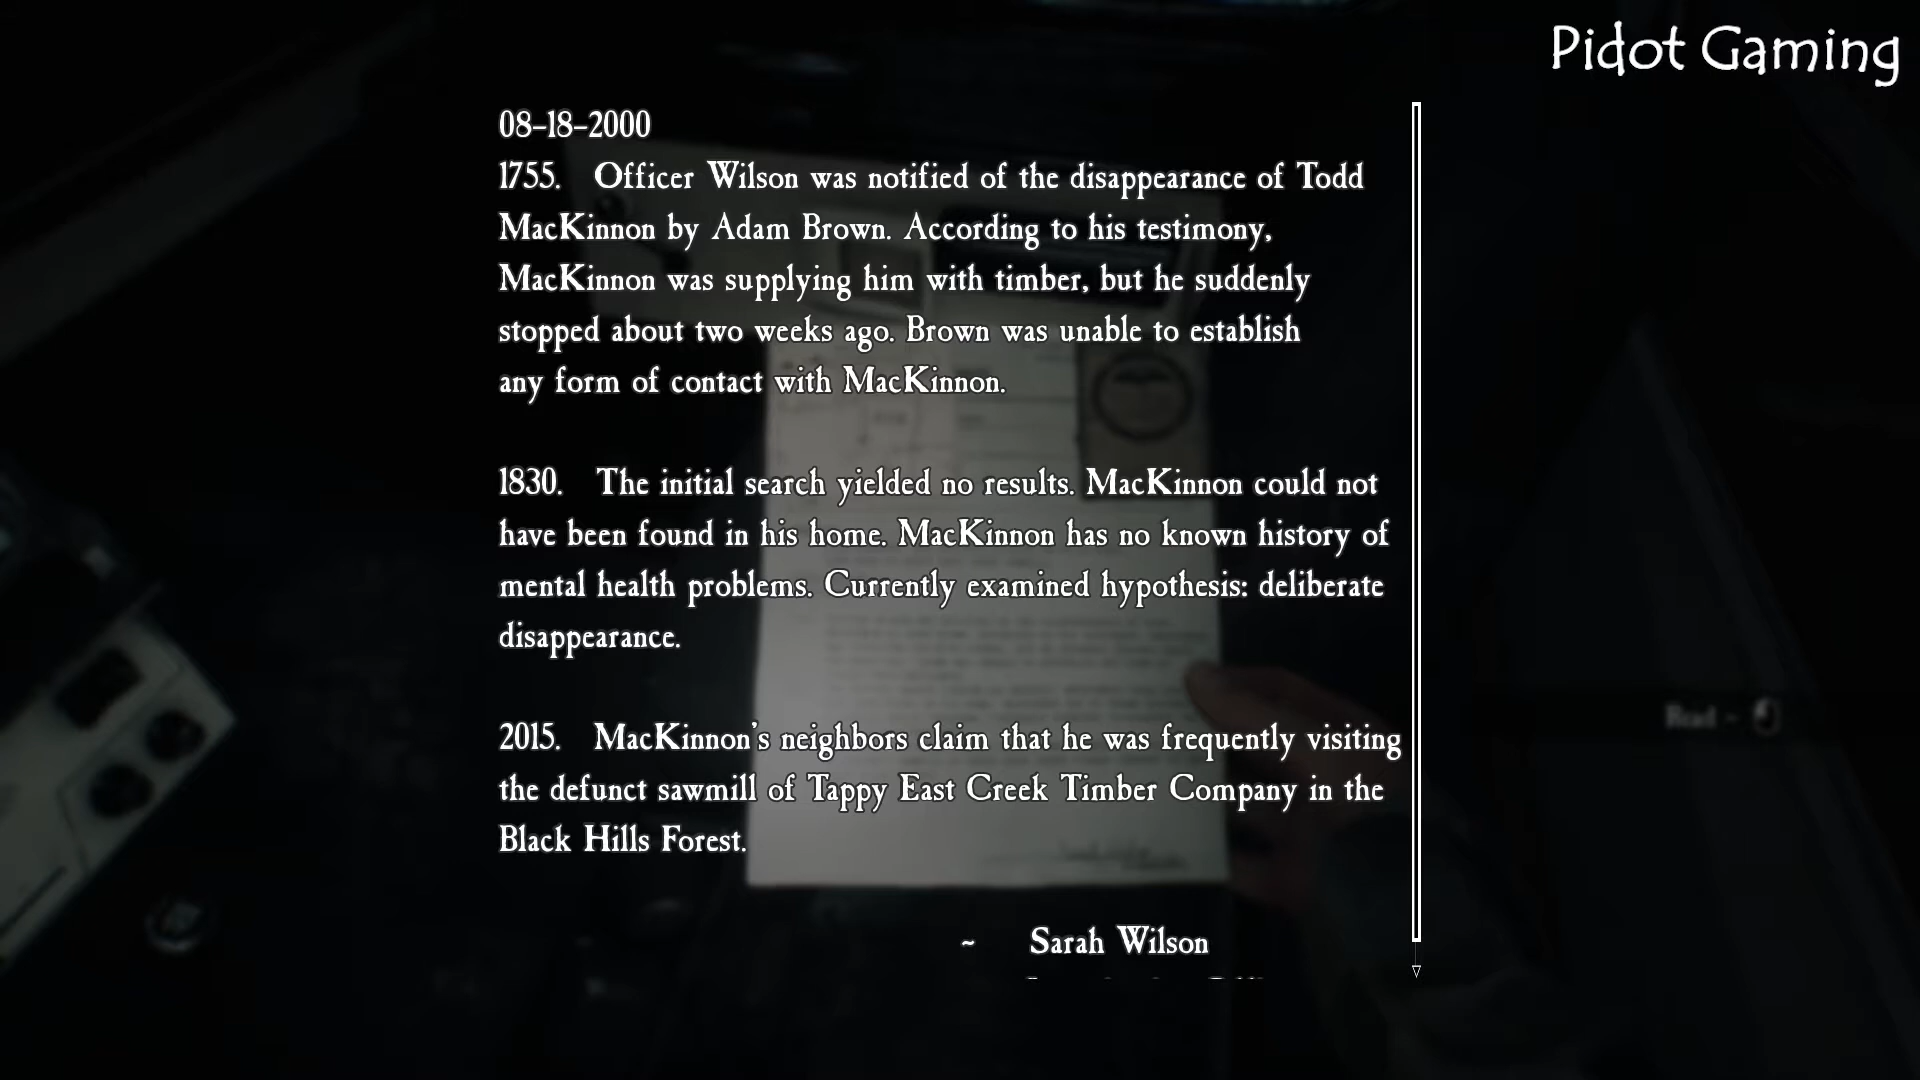 Pidot Gaming
08-18-2000
1755. Officer Wilson was notified of the disappearance of Todd
MacKinnon by Adam Brown. According to his testimony,
MacKinnon was supplying him with timber, but he suddenly
stopped about two weeks ago. Brown was unable to establish
any form of contact with MacKinnon.
1830. The initial search yielded no results. MacKinnon could not
have been found in his home. MacKinnon has no known history of
mental health problems. Currently examined hypothesis: deliberate
disappearance.
2015. MacKinnon's neighbors claim that he was frequently visiting
the defunct sawmill of Tappy East Creek Timber Company in the
Black Hills Forest.
~ Sarah Wilson
Read -